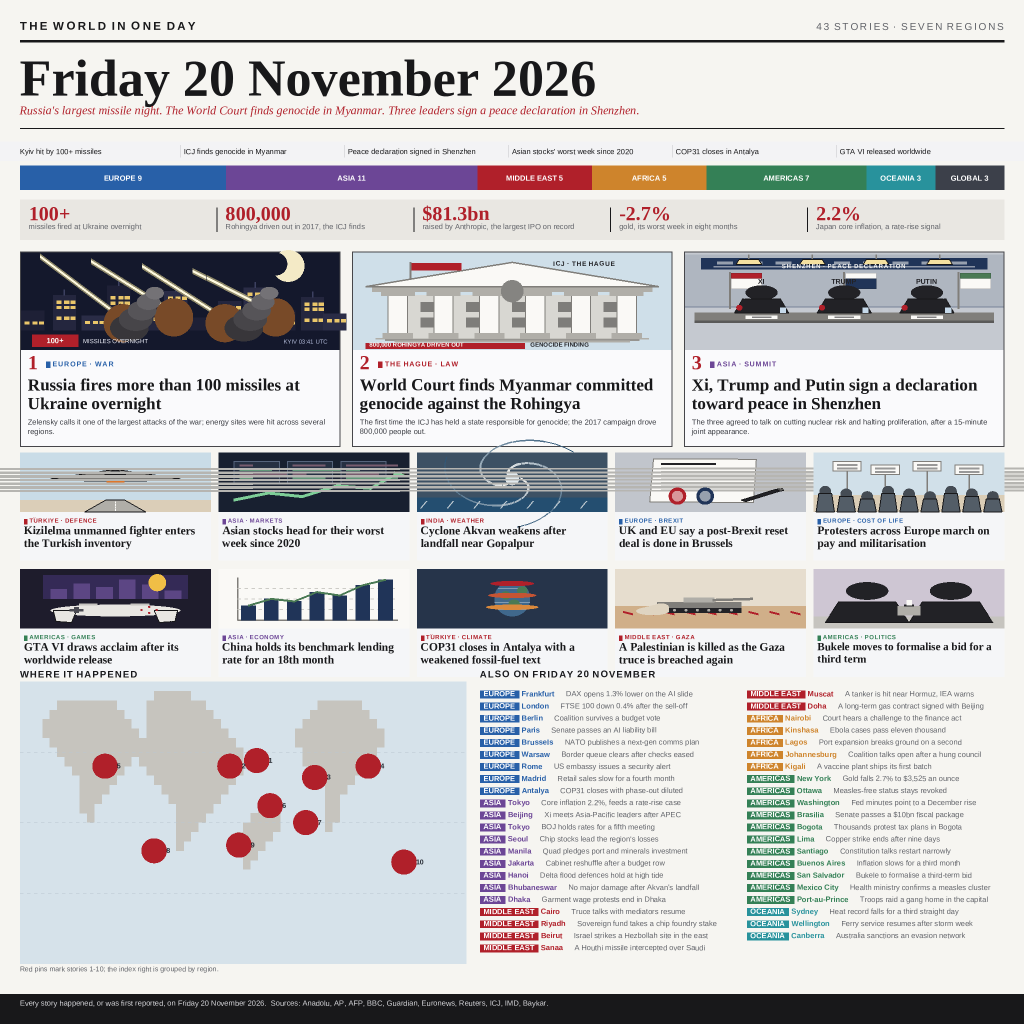 THE WORLD IN ONE DAY
43 STORIES · SEVEN REGIONS
Friday 20 November 2026
Russia's largest missile night. The World Court finds genocide in Myanmar. Three leaders sign a peace declaration in Shenzhen.
Kyiv hit by 100+ missiles
ICJ finds genocide in Myanmar
Peace declaration signed in Shenzhen
Asian stocks' worst week since 2020
COP31 closes in Antalya
GTA VI released worldwide
EUROPE 9
ASIA 11
MIDDLE EAST 5
AFRICA 5
AMERICAS 7
OCEANIA 3
GLOBAL 3
100+
missiles fired at Ukraine overnight
800,000
Rohingya driven out in 2017, the ICJ finds
$81.3bn
raised by Anthropic, the largest IPO on record
-2.7%
gold, its worst week in eight months
2.2%
Japan core inflation, a rate-rise signal
100+
MISSILES OVERNIGHT
KYIV 03:41 UTC
1
EUROPE · WAR
Russia fires more than 100 missiles at
Ukraine overnight
Zelensky calls it one of the largest attacks of the war; energy sites were hit across several
regions.
ICJ · THE HAGUE
800,000 ROHINGYA DRIVEN OUT
GENOCIDE FINDING
2
THE HAGUE · LAW
World Court finds Myanmar committed
genocide against the Rohingya
The first time the ICJ has held a state responsible for genocide; the 2017 campaign drove
800,000 people out.
SHENZHEN · PEACE DECLARATION
XI
TRUMP
PUTIN
3
ASIA · SUMMIT
Xi, Trump and Putin sign a declaration
toward peace in Shenzhen
The three agreed to talk on cutting nuclear risk and halting proliferation, after a 15-minute
joint appearance.
TÜRKIYE · DEFENCE
Kizilelma unmanned fighter enters
the Turkish inventory
ASIA · MARKETS
Asian stocks head for their worst
week since 2020
INDIA · WEATHER
Cyclone Akvan weakens after
landfall near Gopalpur
EUROPE · BREXIT
UK and EU say a post-Brexit reset
deal is done in Brussels
EUROPE · COST OF LIFE
Protesters across Europe march on
pay and militarisation
AMERICAS · GAMES
GTA VI draws acclaim after its
worldwide release
ASIA · ECONOMY
China holds its benchmark lending
rate for an 18th month
TÜRKIYE · CLIMATE
COP31 closes in Antalya with a
weakened fossil-fuel text
MIDDLE EAST · GAZA
A Palestinian is killed as the Gaza
truce is breached again
AMERICAS · POLITICS
Bukele moves to formalise a bid for a
third term
WHERE IT HAPPENED
5
2
1
3
4
6
7
8
9
10
Red pins mark stories 1-10; the index right is grouped by region.
ALSO ON FRIDAY 20 NOVEMBER
EUROPE Frankfurt DAX opens 1.3% lower on the AI slide
EUROPE London FTSE 100 down 0.4% after the sell-off
EUROPE Berlin Coalition survives a budget vote
EUROPE Paris Senate passes an AI liability bill
EUROPE Brussels NATO publishes a next-gen comms plan
EUROPE Warsaw Border queue clears after checks eased
EUROPE Rome US embassy issues a security alert
EUROPE Madrid Retail sales slow for a fourth month
EUROPE Antalya COP31 closes with phase-out diluted
ASIA Tokyo Core inflation 2.2%, feeds a rate-rise case
ASIA Beijing Xi meets Asia-Pacific leaders after APEC
ASIA Tokyo BOJ holds rates for a fifth meeting
ASIA Seoul Chip stocks lead the region's losses
ASIA Manila Quad pledges port and minerals investment
ASIA Jakarta Cabinet reshuffle after a budget row
ASIA Hanoi Delta flood defences hold at high tide
ASIA Bhubaneswar No major damage after Akvan's landfall
ASIA Dhaka Garment wage protests end in Dhaka
MIDDLE EAST Cairo Truce talks with mediators resume
MIDDLE EAST Riyadh Sovereign fund takes a chip foundry stake
MIDDLE EAST Beirut Israel strikes a Hezbollah site in the east
MIDDLE EAST Sanaa A Houthi missile intercepted over Saudi
MIDDLE EAST Muscat A tanker is hit near Hormuz, IEA warns
MIDDLE EAST Doha A long-term gas contract signed with Beijing
AFRICA Nairobi Court hears a challenge to the finance act
AFRICA Kinshasa Ebola cases pass eleven thousand
AFRICA Lagos Port expansion breaks ground on a second
AFRICA Johannesburg Coalition talks open after a hung council
AFRICA Kigali A vaccine plant ships its first batch
AMERICAS New York Gold falls 2.7% to $3,525 an ounce
AMERICAS Ottawa Measles-free status stays revoked
AMERICAS Washington Fed minutes point to a December rise
AMERICAS Brasilia Senate passes a $10bn fiscal package
AMERICAS Bogota Thousands protest tax plans in Bogota
AMERICAS Lima Copper strike ends after nine days
AMERICAS Santiago Constitution talks restart narrowly
AMERICAS Buenos Aires Inflation slows for a third month
AMERICAS San Salvador Bukele to formalise a third-term bid
AMERICAS Mexico City Health ministry confirms a measles cluster
AMERICAS Port-au-Prince Troops raid a gang home in the capital
OCEANIA Sydney Heat record falls for a third straight day
OCEANIA Wellington Ferry service resumes after storm week
OCEANIA Canberra Australia sanctions an evasion network
Every story happened, or was first reported, on Friday 20 November 2026. Sources: Anadolu, AP, AFP, BBC, Guardian, Euronews, Reuters, ICJ, IMD, Baykar.